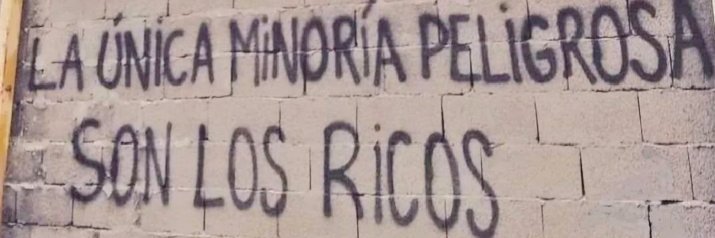 LA ÚNICA MINORÍA PELIGROSA
SON LOS RICOS